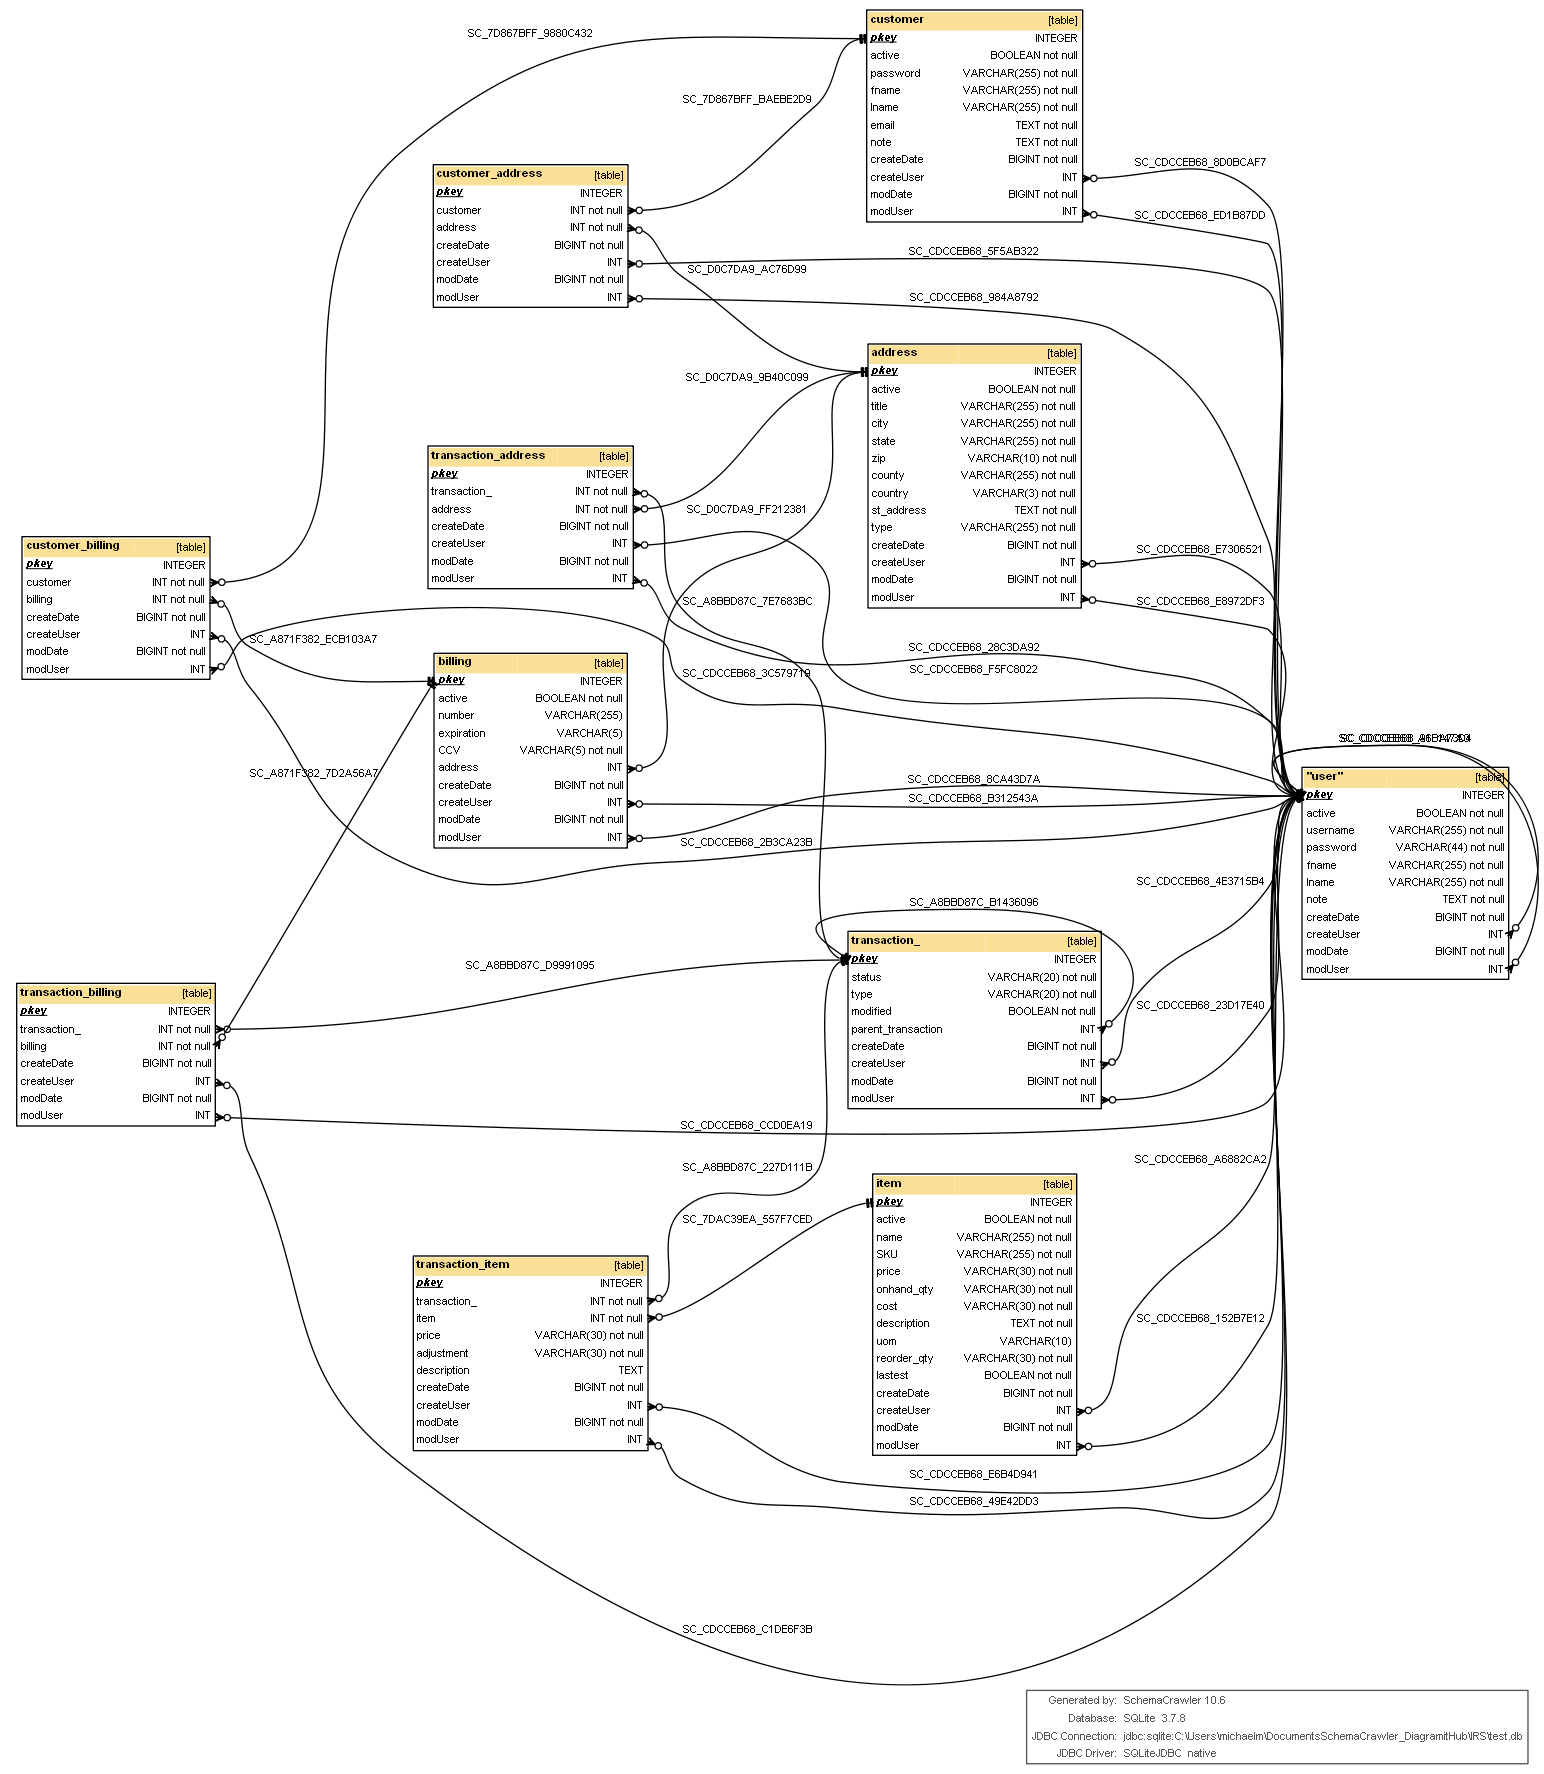 customer [table]
pkey INTEGER
active BOOLEAN not null
password VARCHAR(255) not null
fname VARCHAR(255) not null
lname VARCHAR(255) not null
email TEXT not null
note TEXT not null
createDate BIGINT not null
createUser INT
modDate BIGINT not null
modUser INT
SC_7D867BFF_9880C432
SC_7D867BFF_BAEBE2D9
SC_CDCCEB68_8D0BCAF7
SC_CDCCEB68_ED1B87DD
customer_address [table]
pkey INTEGER
customer INT not null
address INT not null
createDate BIGINT not null
createUser INT
modDate BIGINT not null
modUser INT
SC_CDCCEB68_5F5AB322
SC_D0C7DA9_AC76D99
SC_CDCCEB68_984A8792
address [table]
pkey INTEGER
active BOOLEAN not null
title VARCHAR(255) not null
city VARCHAR(255) not null
state VARCHAR(255) not null
zip VARCHAR(10) not null
county VARCHAR(255) not null
country VARCHAR(3) not null
st_address TEXT not null
type VARCHAR(255) not null
createDate BIGINT not null
createUser INT
modDate BIGINT not null
modUser INT
SC_D0C7DA9_9B40C099
SC_D0C7DA9_FF212381
SC_CDCCEB68_E7306521
SC_CDCCEB68_E8972DF3
transaction_address [table]
pkey INTEGER
transaction_ INT not null
address INT not null
createDate BIGINT not null
createUser INT
modDate BIGINT not null
modUser INT
SC_A8BBD87C_7E7683BC
SC_CDCCEB68_28C3DA92
SC_CDCCEB68_F5FC8022
SC_CDCCEB68_3C579719
customer_billing [table]
pkey INTEGER
customer INT not null
billing INT not null
createDate BIGINT not null
createUser INT
modDate BIGINT not null
modUser INT
SC_A871F382_ECB103A7
SC_A871F382_7D2A56A7
billing [table]
pkey INTEGER
active BOOLEAN not null
number VARCHAR(255)
expiration VARCHAR(5)
CCV VARCHAR(5) not null
address INT
createDate BIGINT not null
createUser INT
modDate BIGINT not null
modUser INT
SC_CDCCEB68_8CA43D7A
SC_CDCCEB68_B312543A
SC_CDCCEB68_2B3CA23B
"user" [table]
pkey INTEGER
active BOOLEAN not null
username VARCHAR(255) not null
password VARCHAR(44) not null
fname VARCHAR(255) not null
lname VARCHAR(255) not null
note TEXT not null
createDate BIGINT not null
createUser INT
modDate BIGINT not null
modUser INT
SC_CDCCEB68_4E3715B4
SC_A8BBD87C_B1436096
transaction_ [table]
pkey INTEGER
status VARCHAR(20) not null
type VARCHAR(20) not null
modified BOOLEAN not null
parent_transaction INT
createDate BIGINT not null
createUser INT
modDate BIGINT not null
modUser INT
SC_A8BBD87C_D9991095
SC_CDCCEB68_23D17E40
transaction_billing [table]
pkey INTEGER
transaction_ INT not null
billing INT not null
createDate BIGINT not null
createUser INT
modDate BIGINT not null
modUser INT
SC_CDCCEB68_CCD0EA19
SC_A8BBD87C_227D111B
SC_CDCCEB68_A6882CA2
SC_7DAC39EA_557F7CED
item [table]
pkey INTEGER
active BOOLEAN not null
name VARCHAR(255) not null
SKU VARCHAR(255) not null
price VARCHAR(30) not null
onhand_qty VARCHAR(30) not null
cost VARCHAR(30) not null
description TEXT not null
uom VARCHAR(10)
reorder_qty VARCHAR(30) not null
lastest BOOLEAN not null
createDate BIGINT not null
createUser INT
modDate BIGINT not null
modUser INT
SC_CDCCEB68_152B7E12
transaction_item [table]
pkey INTEGER
transaction_ INT not null
item INT not null
price VARCHAR(30) not null
adjustment VARCHAR(30) not null
description TEXT
createDate BIGINT not null
createUser INT
modDate BIGINT not null
modUser INT
SC_CDCCEB68_E6B4D941
SC_CDCCEB68_49E42DD3
SC_CDCCEB68_C1DE6F3B
Generated by: SchemaCrawler 10.6
Database: SQLite 3.7.8
JDBC Connection: jdbc:sqlite:C:\Users\michaelm\DocumentsSchemaCrawler_DiagramitHub\IRS\test.db
JDBC Driver: SQLiteJDBC native